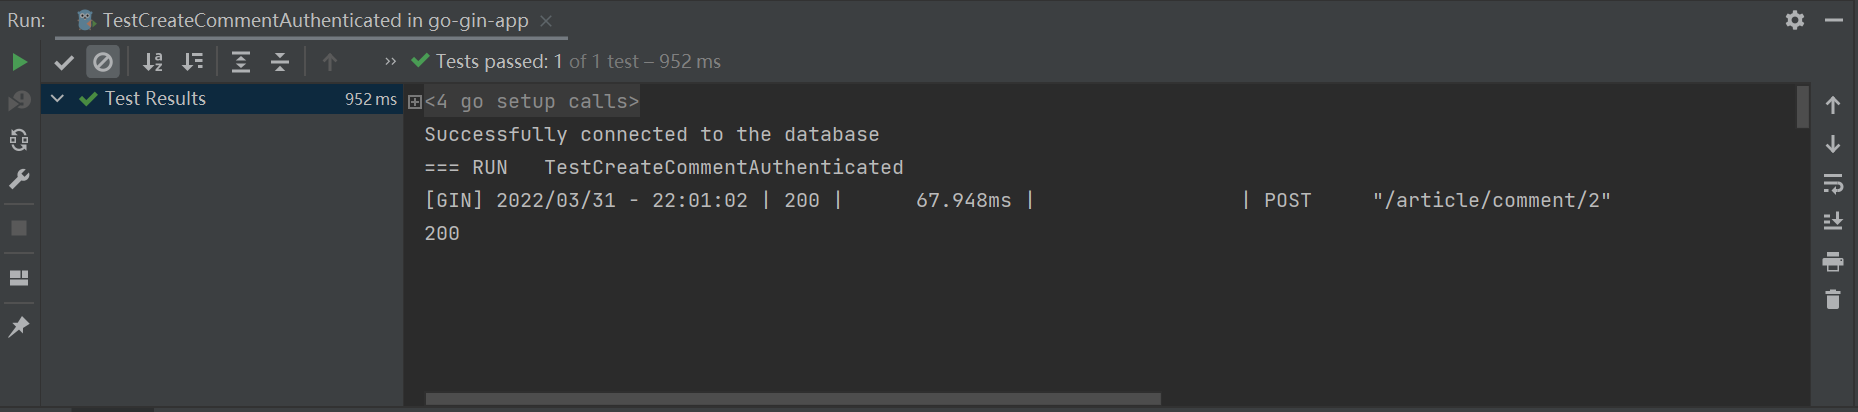 Run: TestCreateCommentAuthenticated in go-gin-app
Tests passed: 1 of 1 test – 952 ms
Test Results 952 ms
<4 go setup calls>
Successfully connected to the database
=== RUN   TestCreateCommentAuthenticated
[GIN] 2022/03/31 - 22:01:02 | 200 |      67.948ms |                 | POST     "/article/comment/2"
200